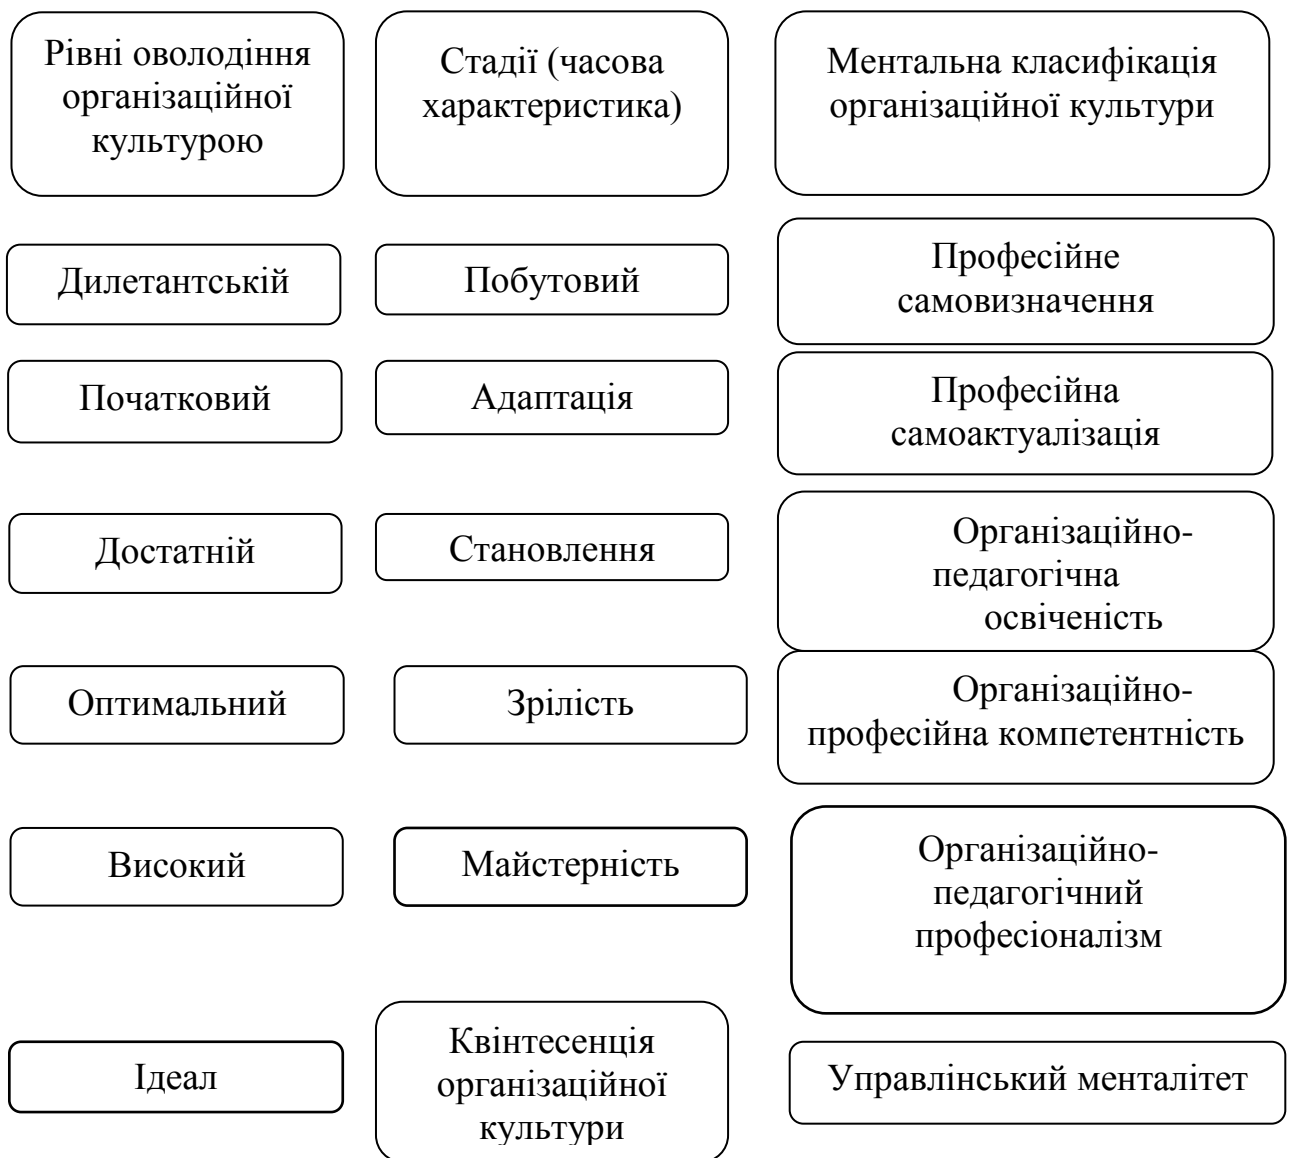 Рівні оволодіння
організаційної
культурою
Стадії (часова
характеристика)
Ментальна класифікація
організаційної культури
Дилетантській
Побутовий
Професійне
самовизначення
Початковий
Адаптація
Професійна
самоактуалізація
Достатній
Становлення
Організаційно-
педагогічна
освіченість
Оптимальний
Зрілість
Організаційно-
професійна компетентність
Високий
Майстерність
Організаційно-
педагогічний
професіоналізм
Ідеал
Квінтесенція
організаційної
культури
Управлінський менталітет